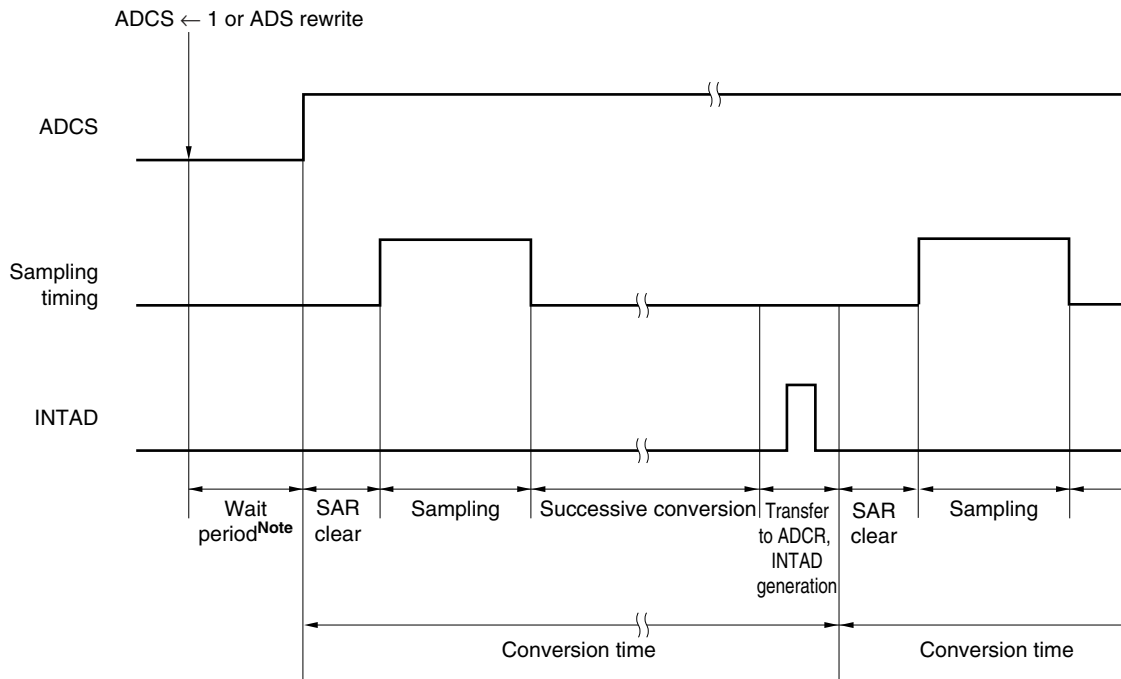 ADCS ← 1 or ADS rewrite
ADCS
Sampling
timing
INTAD
Wait
periodNote
SAR
clear
Sampling
Successive conversion
Transfer
to ADCR,
INTAD
generation
SAR
clear
Sampling
Conversion time
Conversion time